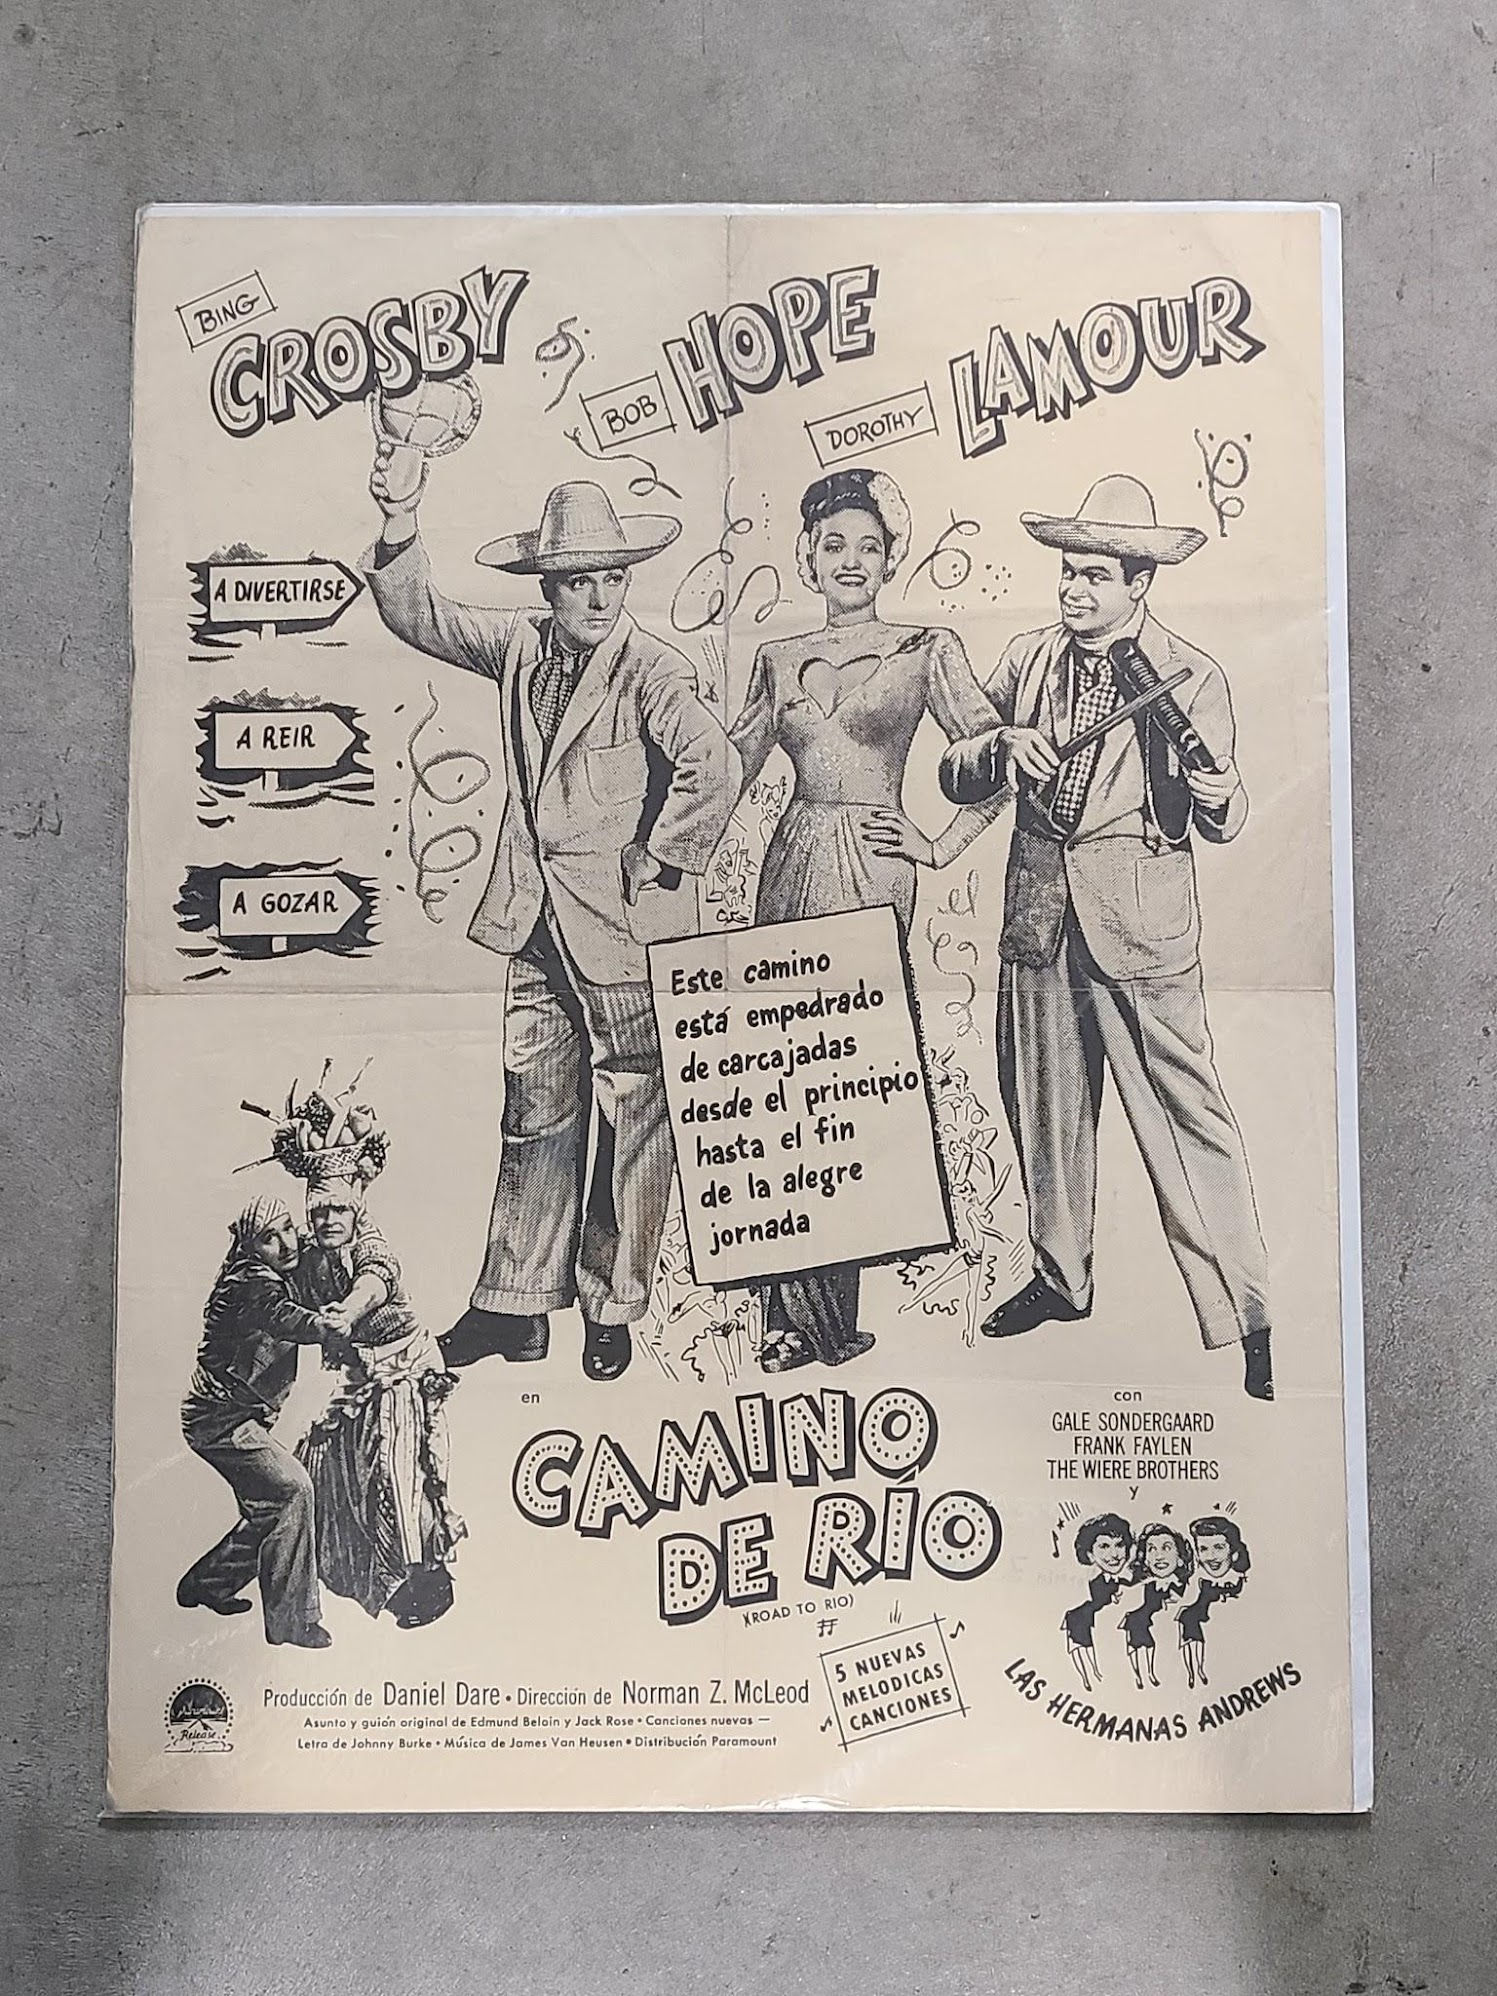 BING
CROSBY
BOB
HOPE
DOROTHY
LAMOUR
A DIVERTIRSE
A REIR
A GOZAR
Este camino
está empedrado
de carcajadas
desde el principio
hasta el fin
de la alegre
jornada
en
CAMINO
DE RÍO
(ROAD TO RIO)
con
GALE SONDERGAARD
FRANK FAYLEN
THE WIERE BROTHERS
y
LAS HERMANAS ANDREWS
5 NUEVAS
MELODICAS
CANCIONES
Producción de Daniel Dare • Dirección de Norman Z. McLeod
Asunto y guión original de Edmund Beloin y Jack Rose • Canciones nuevas —
Letra de Johnny Burke • Música de James Van Heusen • Distribución Paramount
Paramount
Release